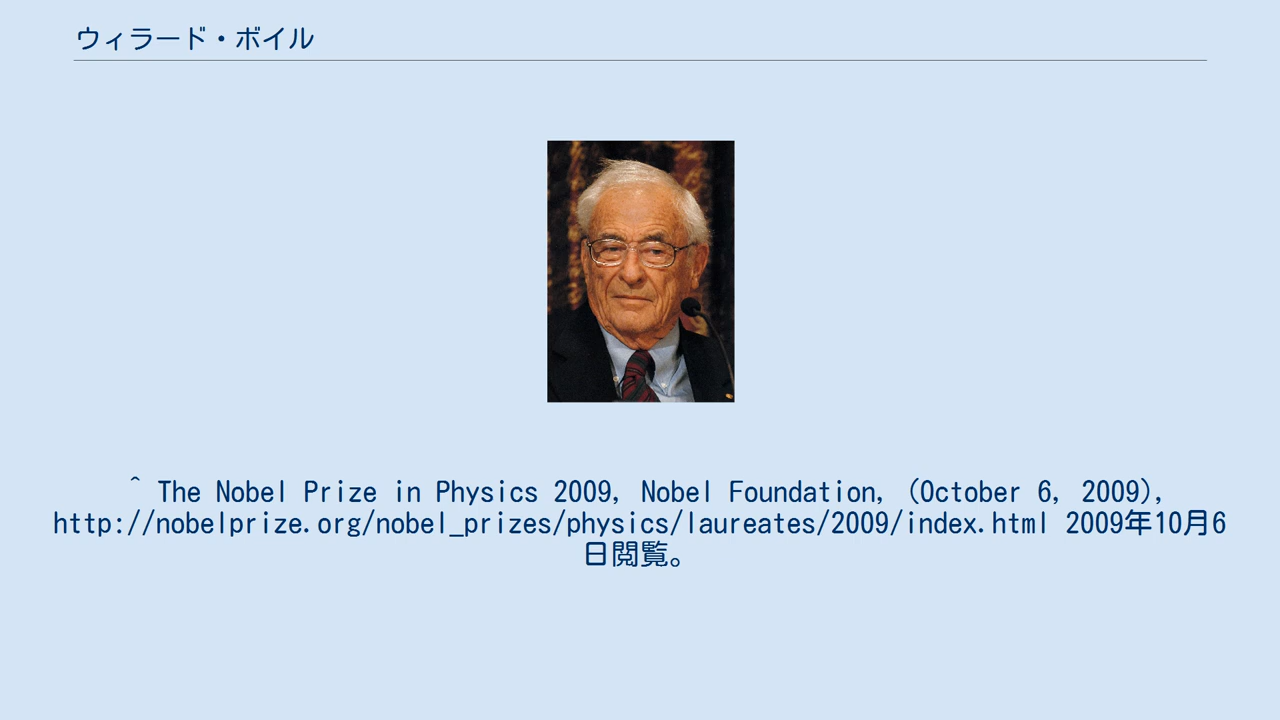 ウィラード・ボイル
^ The Nobel Prize in Physics 2009, Nobel Foundation, (October 6, 2009),
http://nobelprize.org/nobel_prizes/physics/laureates/2009/index.html 2009年10月6
日閲覧。